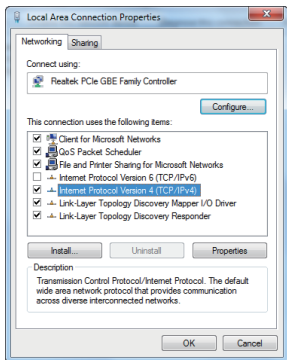 Local Area Connection Properties
Networking Sharing
Connect using:
Realtek PCIe GBE Family Controller
Configure...
This connection uses the following items:
Client for Microsoft Networks
QoS Packet Scheduler
File and Printer Sharing for Microsoft Networks
Internet Protocol Version 6 (TCP/IPv6)
Internet Protocol Version 4 (TCP/IPv4)
Link-Layer Topology Discovery Mapper I/O Driver
Link-Layer Topology Discovery Responder
Install... Uninstall Properties
Description
Transmission Control Protocol/Internet Protocol. The default
wide area network protocol that provides communication
across diverse interconnected networks.
OK Cancel